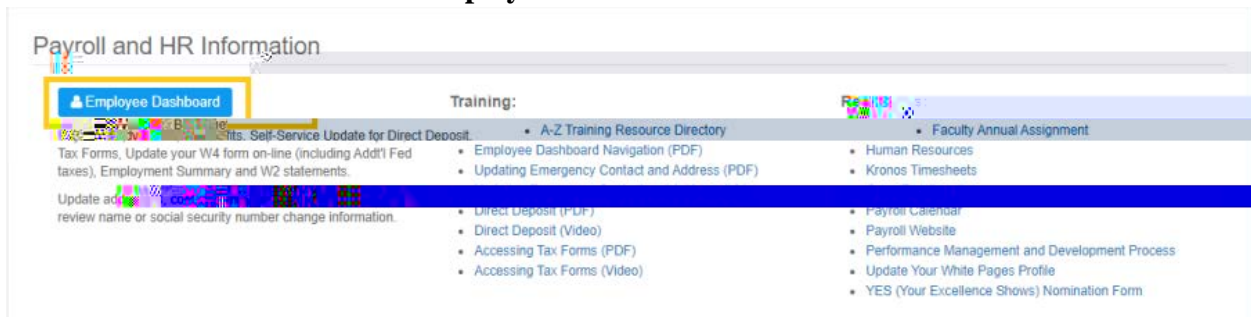 Payroll and HR Information
Employee Dashboard
Self-Service Update for Direct Deposit.
Tax Forms, Update your W4 form on-line (including Addt'l Fed
taxes), Employment Summary and W2 statements.
Update
review name or social security number change information.
Training:
A-Z Training Resource Directory
Employee Dashboard Navigation (PDF)
Updating Emergency Contact and Address (PDF)
Direct Deposit (PDF)
Direct Deposit (Video)
Accessing Tax Forms (PDF)
Accessing Tax Forms (Video)
Faculty Annual Assignment
Human Resources
Kronos Timesheets
Payroll Calendar
Payroll Website
Performance Management and Development Process
Update Your White Pages Profile
YES (Your Excellence Shows) Nomination Form